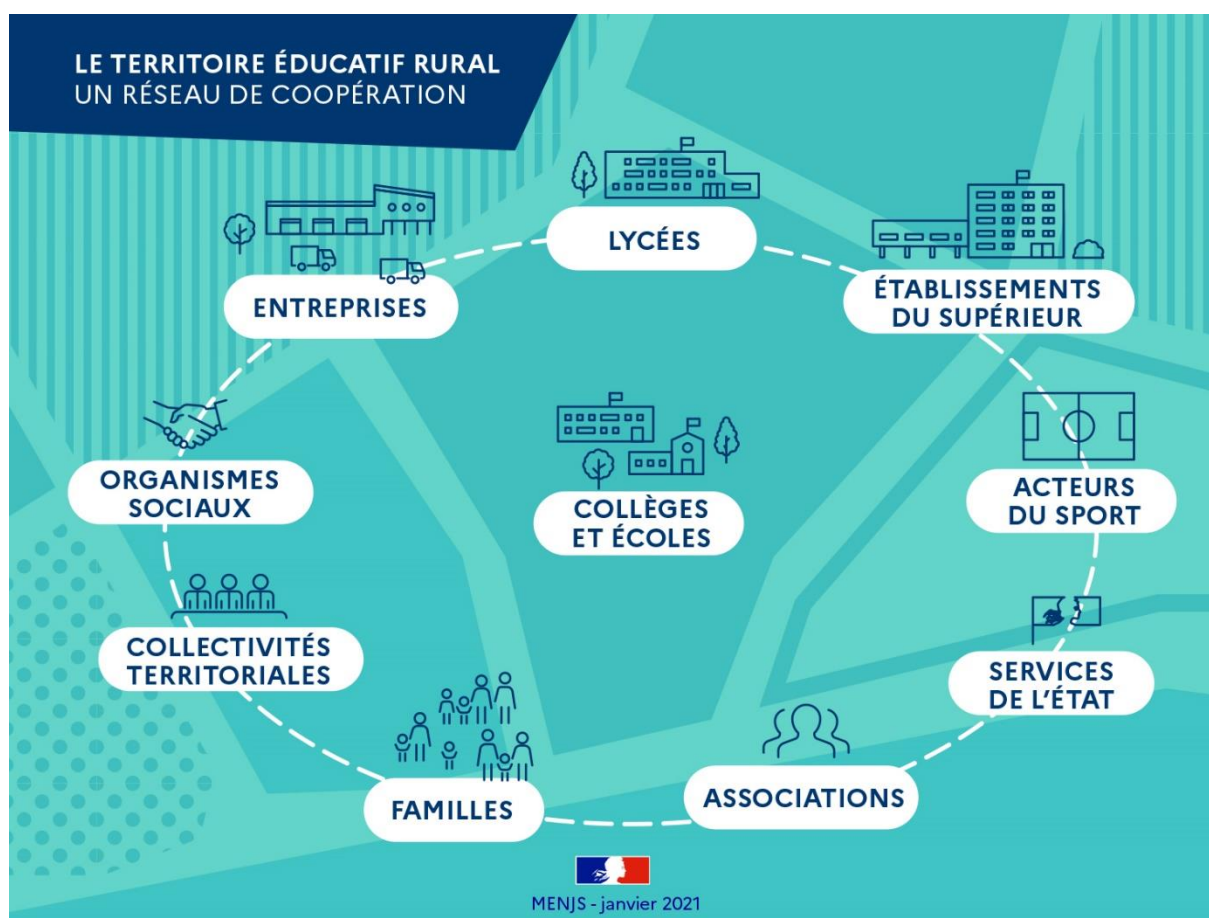 LE TERRITOIRE ÉDUCATIF RURAL
UN RÉSEAU DE COOPÉRATION
LYCÉES
ENTREPRISES
ÉTABLISSEMENTS
DU SUPÉRIEUR
ORGANISMES
SOCIAUX
COLLÈGES
ET ÉCOLES
ACTEURS
DU SPORT
COLLECTIVITÉS
TERRITORIALES
SERVICES
DE L’ÉTAT
FAMILLES
ASSOCIATIONS
MENJS - janvier 2021